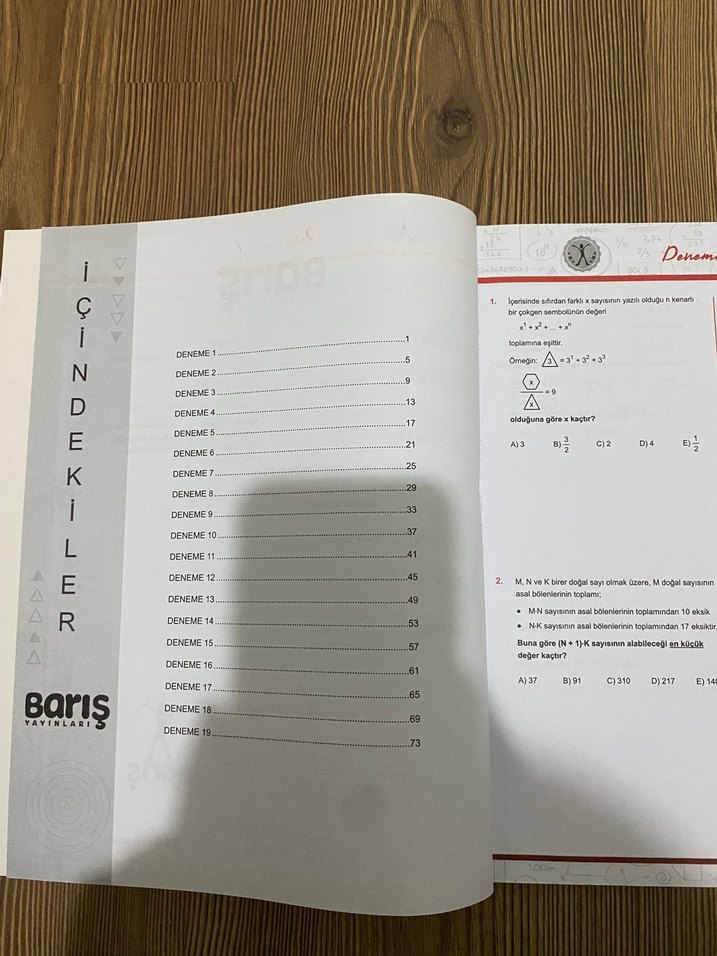 İÇİNDEKİLER
DENEME 1 ..... 1
DENEME 2 ..... 5
DENEME 3 ..... 9
DENEME 4 ..... 13
DENEME 5 ..... 17
DENEME 6 ..... 21
DENEME 7 ..... 25
DENEME 8 ..... 29
DENEME 9 ..... 33
DENEME 10 ..... 37
DENEME 11 ..... 41
DENEME 12 ..... 45
DENEME 13 ..... 49
DENEME 14 ..... 53
DENEME 15 ..... 57
DENEME 16 ..... 61
DENEME 17 ..... 65
DENEME 18 ..... 69
DENEME 19 ..... 73
Barış
YAYINLARI
1. İçerisinde sıfırdan farklı x sayısının yazılı olduğu n kenarlı
bir çokgen sembolünün değeri
x¹ + x² + ... + xⁿ
toplamına eşittir.
Örneğin: 3 = 3¹ + 3² + 3³
x
x = 9
olduğuna göre x kaçtır?
A) 3 B) 3/2 C) 2 D) 4 E) 1/2
2. M, N ve K birer doğal sayı olmak üzere, M doğal sayısının
asal bölenlerinin toplamı;
• M-N sayısının asal bölenlerinin toplamından 10 eksik
• N-K sayısının asal bölenlerinin toplamından 17 eksiktir.
Buna göre (N + 1)-K sayısının alabileceği en küçük
değer kaçtır?
A) 37 B) 91 C) 310 D) 217 E)
100m